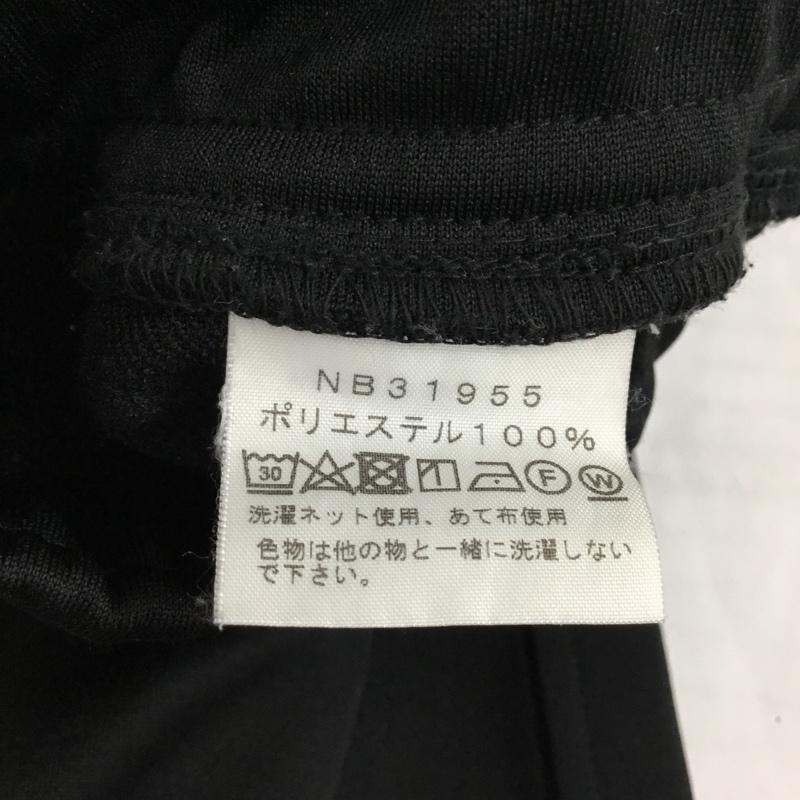 NB31955
ポリエステル100%
30 F W
洗濯ネット使用、あて布使用
色物は他の物と一緒に洗濯しない
で下さい。